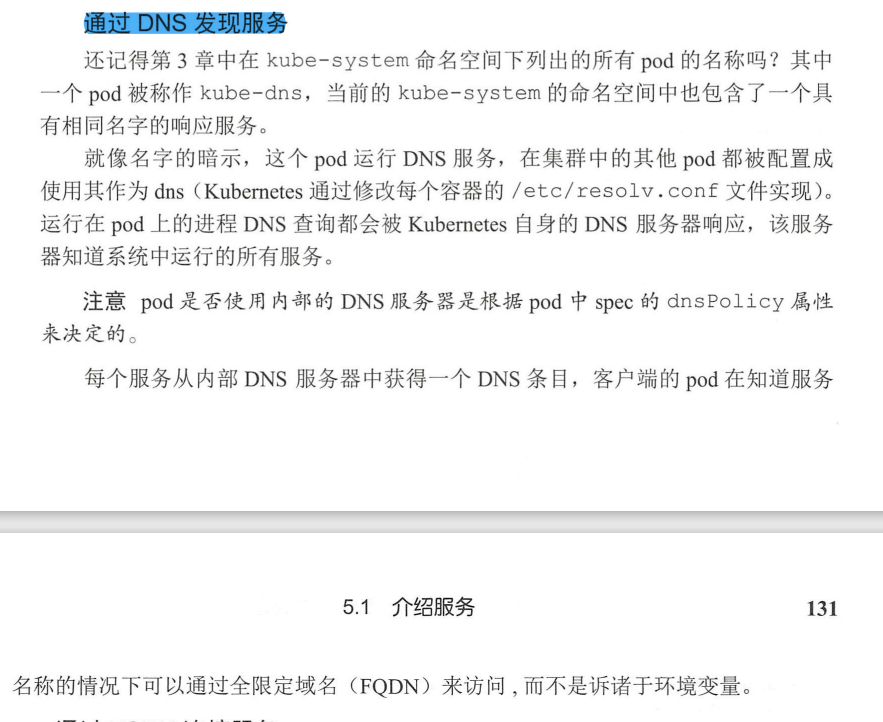 通过 DNS 发现服务
还记得第 3 章中在 kube-system 命名空间下列出的所有 pod 的名称吗？其中
一个 pod 被称作 kube-dns，当前的 kube-system 的命名空间中也包含了一个具
有相同名字的响应服务。
就像名字的暗示，这个 pod 运行 DNS 服务，在集群中的其他 pod 都被配置成
使用其作为 dns（Kubernetes 通过修改每个容器的 /etc/resolv.conf 文件实现）。
运行在 pod 上的进程 DNS 查询都会被 Kubernetes 自身的 DNS 服务器响应，该服务
器知道系统中运行的所有服务。
注意 pod 是否使用内部的 DNS 服务器是根据 pod 中 spec 的 dnsPolicy 属性
来决定的。
每个服务从内部 DNS 服务器中获得一个 DNS 条目，客户端的 pod 在知道服务
5.1 介绍服务 131
名称的情况下可以通过全限定域名（FQDN）来访问 , 而不是诉诸于环境变量。